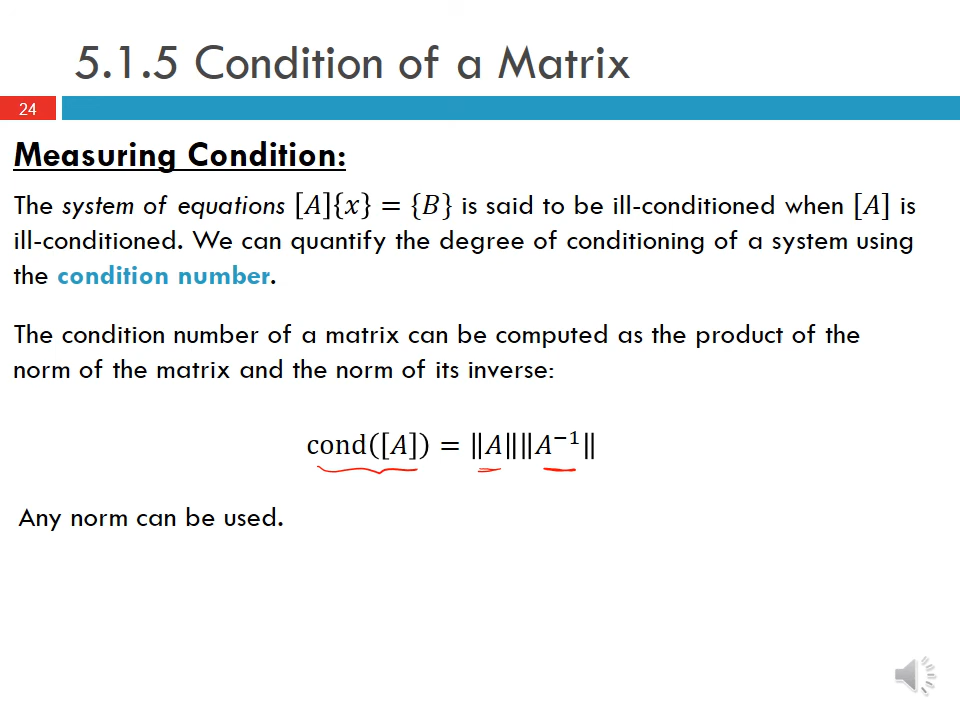 5.1.5 Condition of a Matrix
24
Measuring Condition:
The system of equations [A]{x} = {B} is said to be ill-conditioned when [A] is
ill-conditioned. We can quantify the degree of conditioning of a system using
the condition number.
The condition number of a matrix can be computed as the product of the
norm of the matrix and the norm of its inverse:
cond([A]) = ‖A‖‖A⁻¹‖
Any norm can be used.